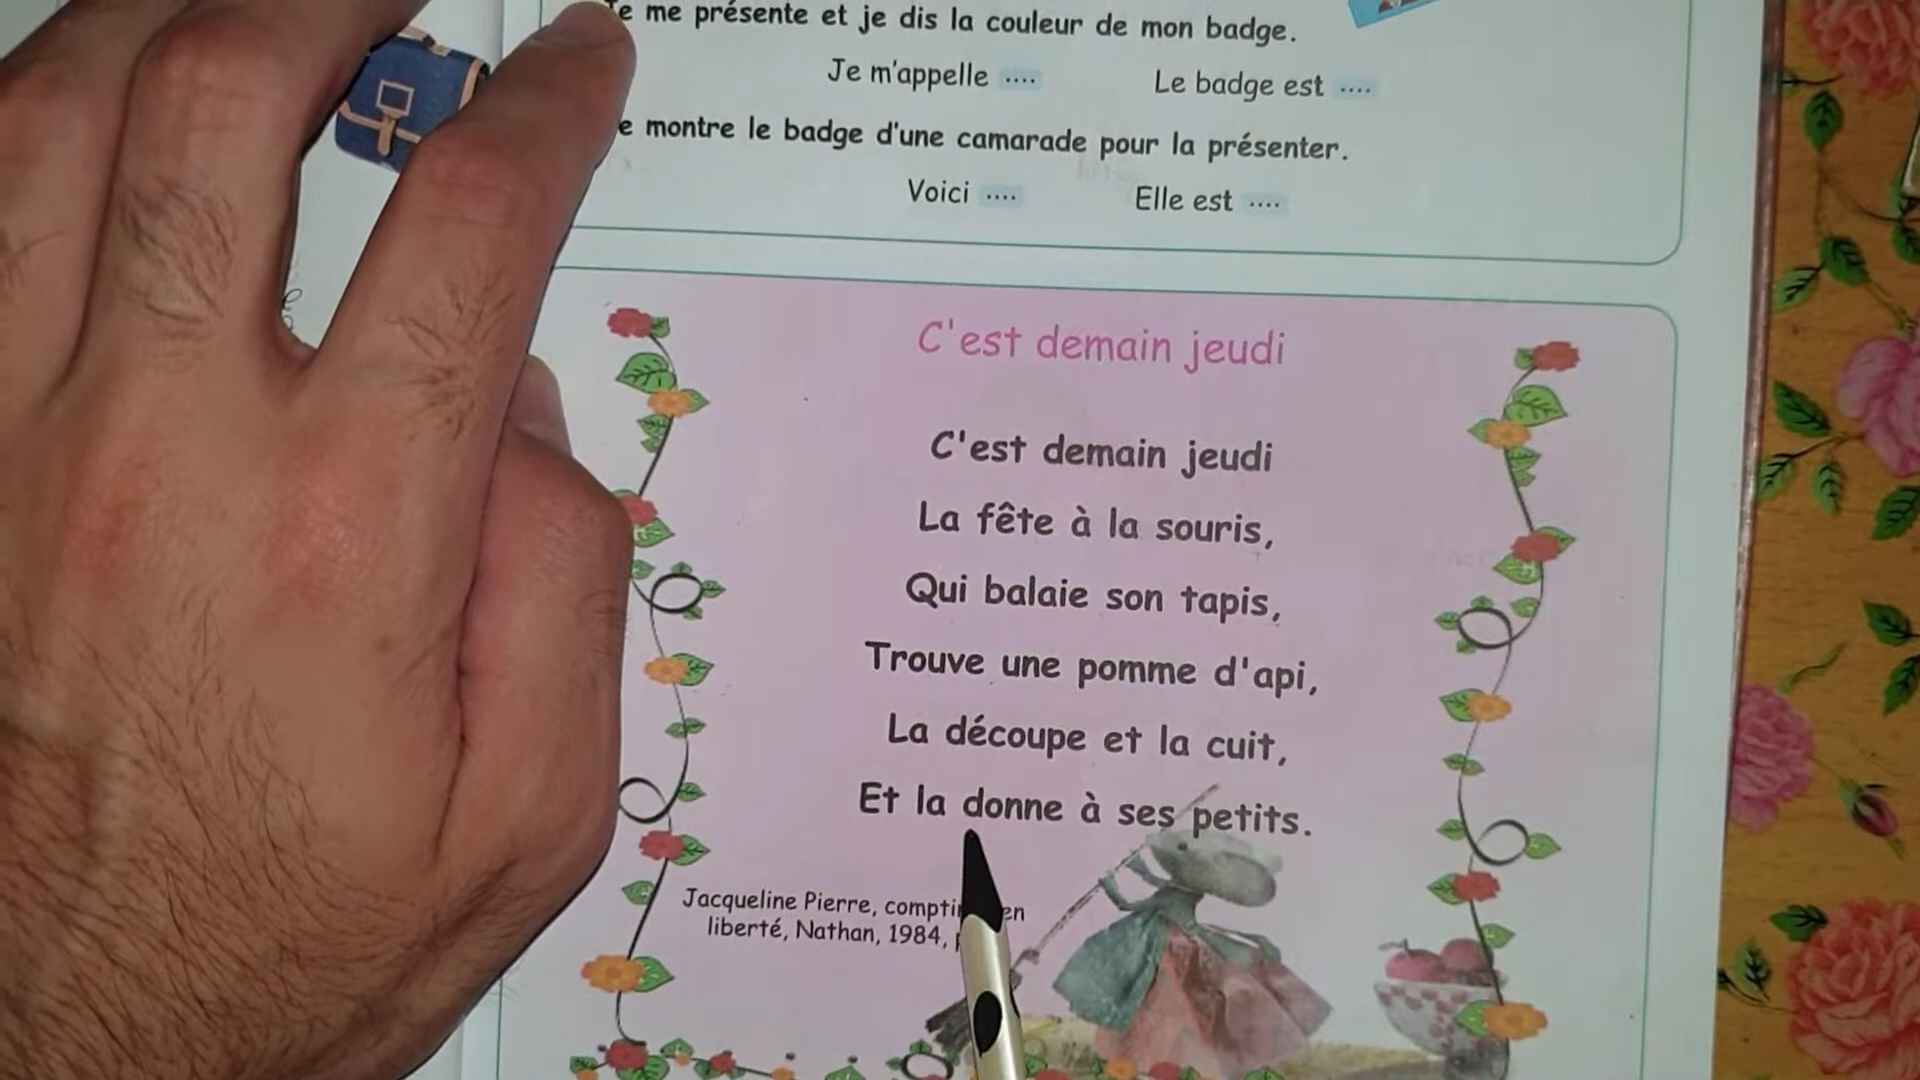 e me présente et je dis la couleur de mon badge.
Je m'appelle .... Le badge est ....
e montre le badge d'une camarade pour la présenter.
Voici .... Elle est ....
C'est demain jeudi
C'est demain jeudi
La fête à la souris,
Qui balaie son tapis,
Trouve une pomme d'api,
La découpe et la cuit,
Et la donne à ses petits.
Jacqueline Pierre, en
liberté, Nathan, 1984,